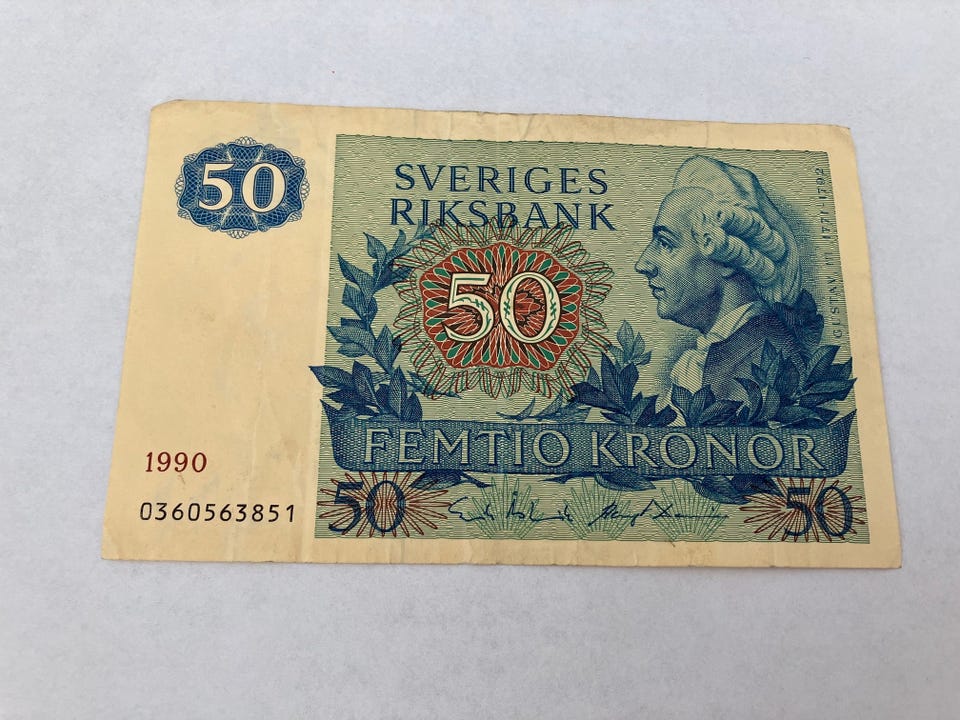 50
SVERIGES
RIKSBANK
50
GUSTAV III 1771-1792
FEMTIO KRONOR
1990
0360563851
50
50